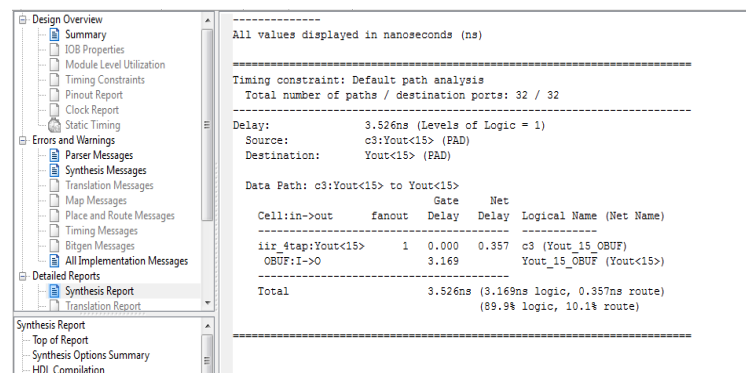 Design Overview
Summary
IOB Properties
Module Level Utilization
Timing Constraints
Pinout Report
Clock Report
Static Timing
Errors and Warnings
Parser Messages
Synthesis Messages
Translation Messages
Map Messages
Place and Route Messages
Timing Messages
Bitgen Messages
All Implementation Messages
Detailed Reports
Synthesis Report
Translation Report
Synthesis Report
Top of Report
Synthesis Options Summary
HDL Compilation
--------------
All values displayed in nanoseconds (ns)
=========================================================================
Timing constraint: Default path analysis
Total number of paths / destination ports: 32 / 32
-------------------------------------------------------------------------
Delay: 3.526ns (Levels of Logic = 1)
Source: c3:Yout<15> (PAD)
Destination: Yout<15> (PAD)
Data Path: c3:Yout<15> to Yout<15>
Gate Net
Cell:in->out fanout Delay Delay Logical Name (Net Name)
---------------------------------------- ------------
iir_4tap:Yout<15> 1 0.000 0.357 c3 (Yout_15_OBUF)
OBUF:I->O 3.169 Yout_15_OBUF (Yout<15>)
----------------------------------------
Total 3.526ns (3.169ns logic, 0.357ns route)
(89.9% logic, 10.1% route)
=========================================================================